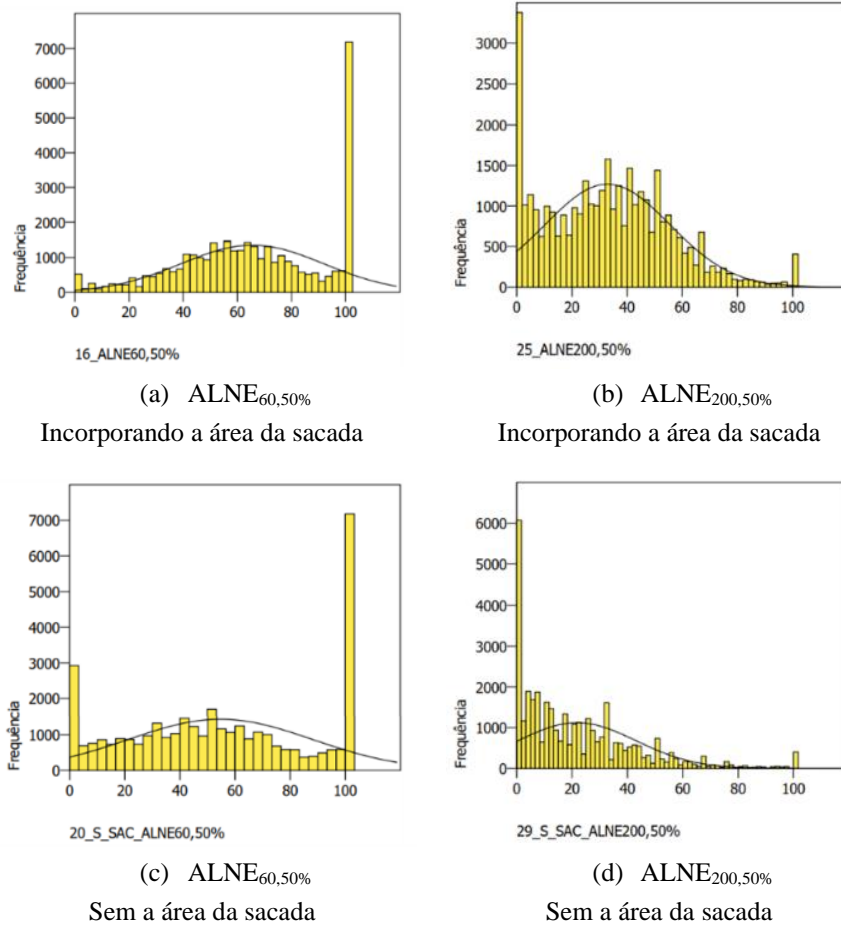 7000
6000
5000
4000
3000
2000
1000
0
Frequência
0 20 40 60 80 100
16_ALNE60,50%
(a) ALNE60,50%
Incorporando a área da sacada
3000
2500
2000
1500
1000
500
0
Frequência
0 20 40 60 80 100
25_ALNE200,50%
(b) ALNE200,50%
Incorporando a área da sacada
7000
6000
5000
4000
3000
2000
1000
0
Frequência
0 20 40 60 80 100
20_S_SAC_ALNE60,50%
(c) ALNE60,50%
Sem a área da sacada
6000
5000
4000
3000
2000
1000
0
Frequência
0 20 40 60 80 100
29_S_SAC_ALNE200,50%
(d) ALNE200,50%
Sem a área da sacada